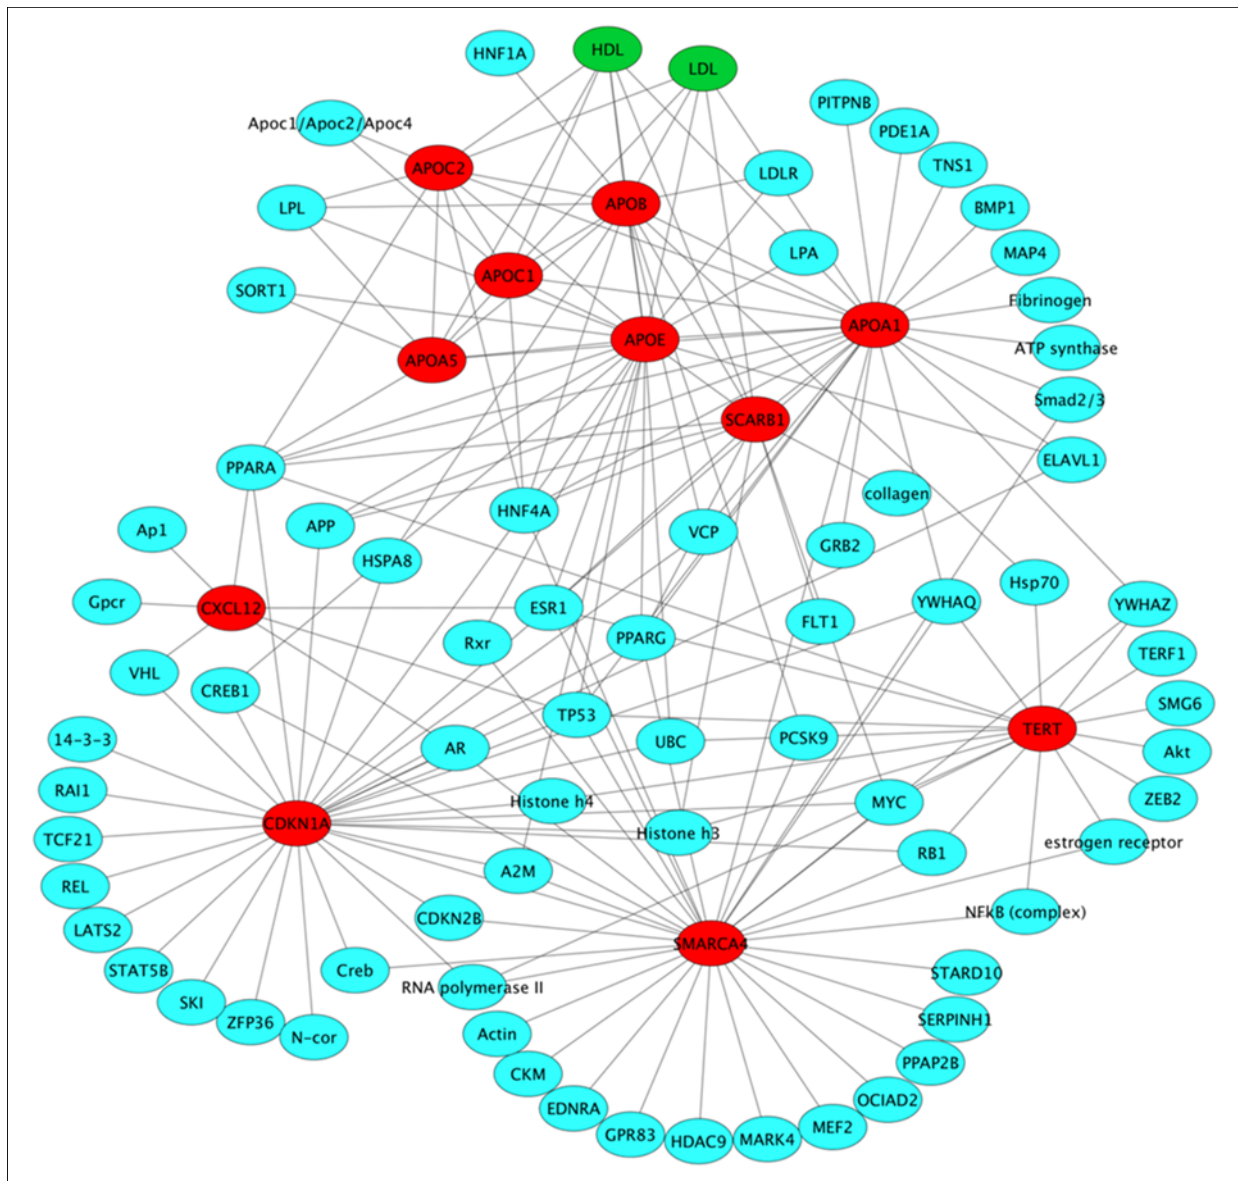 HDL
HNF1A
LDL
PITPNB
Apoc1/Apoc2/Apoc4
PDE1A
TNS1
APOC2
LDLR
APOB
LPL
BMP1
LPA
MAP4
APOC1
SORT1
Fibrinogen
APOA1
APOE
ATP synthase
APOA5
Smad2/3
SCARB1
ELAVL1
PPARA
collagen
HNF4A
APP
Ap1
VCP
GRB2
HSPA8
Hsp70
Gpcr
CXCL12
ESR1
YWHAQ
YWHAZ
FLT1
PPARG
Rxr
TERF1
VHL
CREB1
SMG6
TP53
TERT
14-3-3
AR
UBC
PCSK9
Akt
RAI1
ZEB2
Histone h4
MYC
CDKN1A
Histone h3
TCF21
estrogen receptor
RB1
A2M
REL
NFkB (complex)
CDKN2B
LATS2
SMARCA4
STAT5B
Creb
STARD10
RNA polymerase II
SKI
SERPINH1
ZFP36
Actin
N-cor
PPAP2B
CKM
OCIAD2
EDNRA
MEF2
GPR83
HDAC9
MARK4